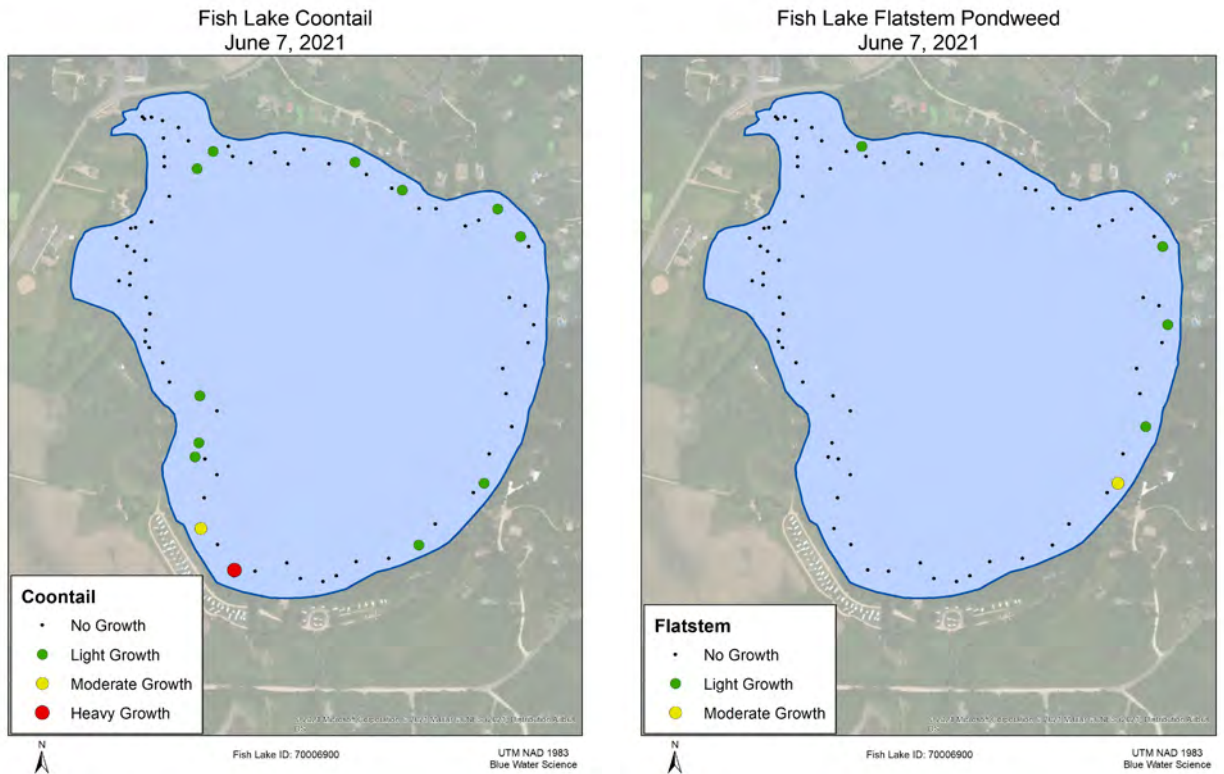 Fish Lake Coontail
June 7, 2021
Coontail
No Growth
Light Growth
Moderate Growth
Heavy Growth
N
Fish Lake ID: 70006900
UTM NAD 1983
Blue Water Science
Fish Lake Flatstem Pondweed
June 7, 2021
Flatstem
No Growth
Light Growth
Moderate Growth
N
Fish Lake ID: 70006900
UTM NAD 1983
Blue Water Science